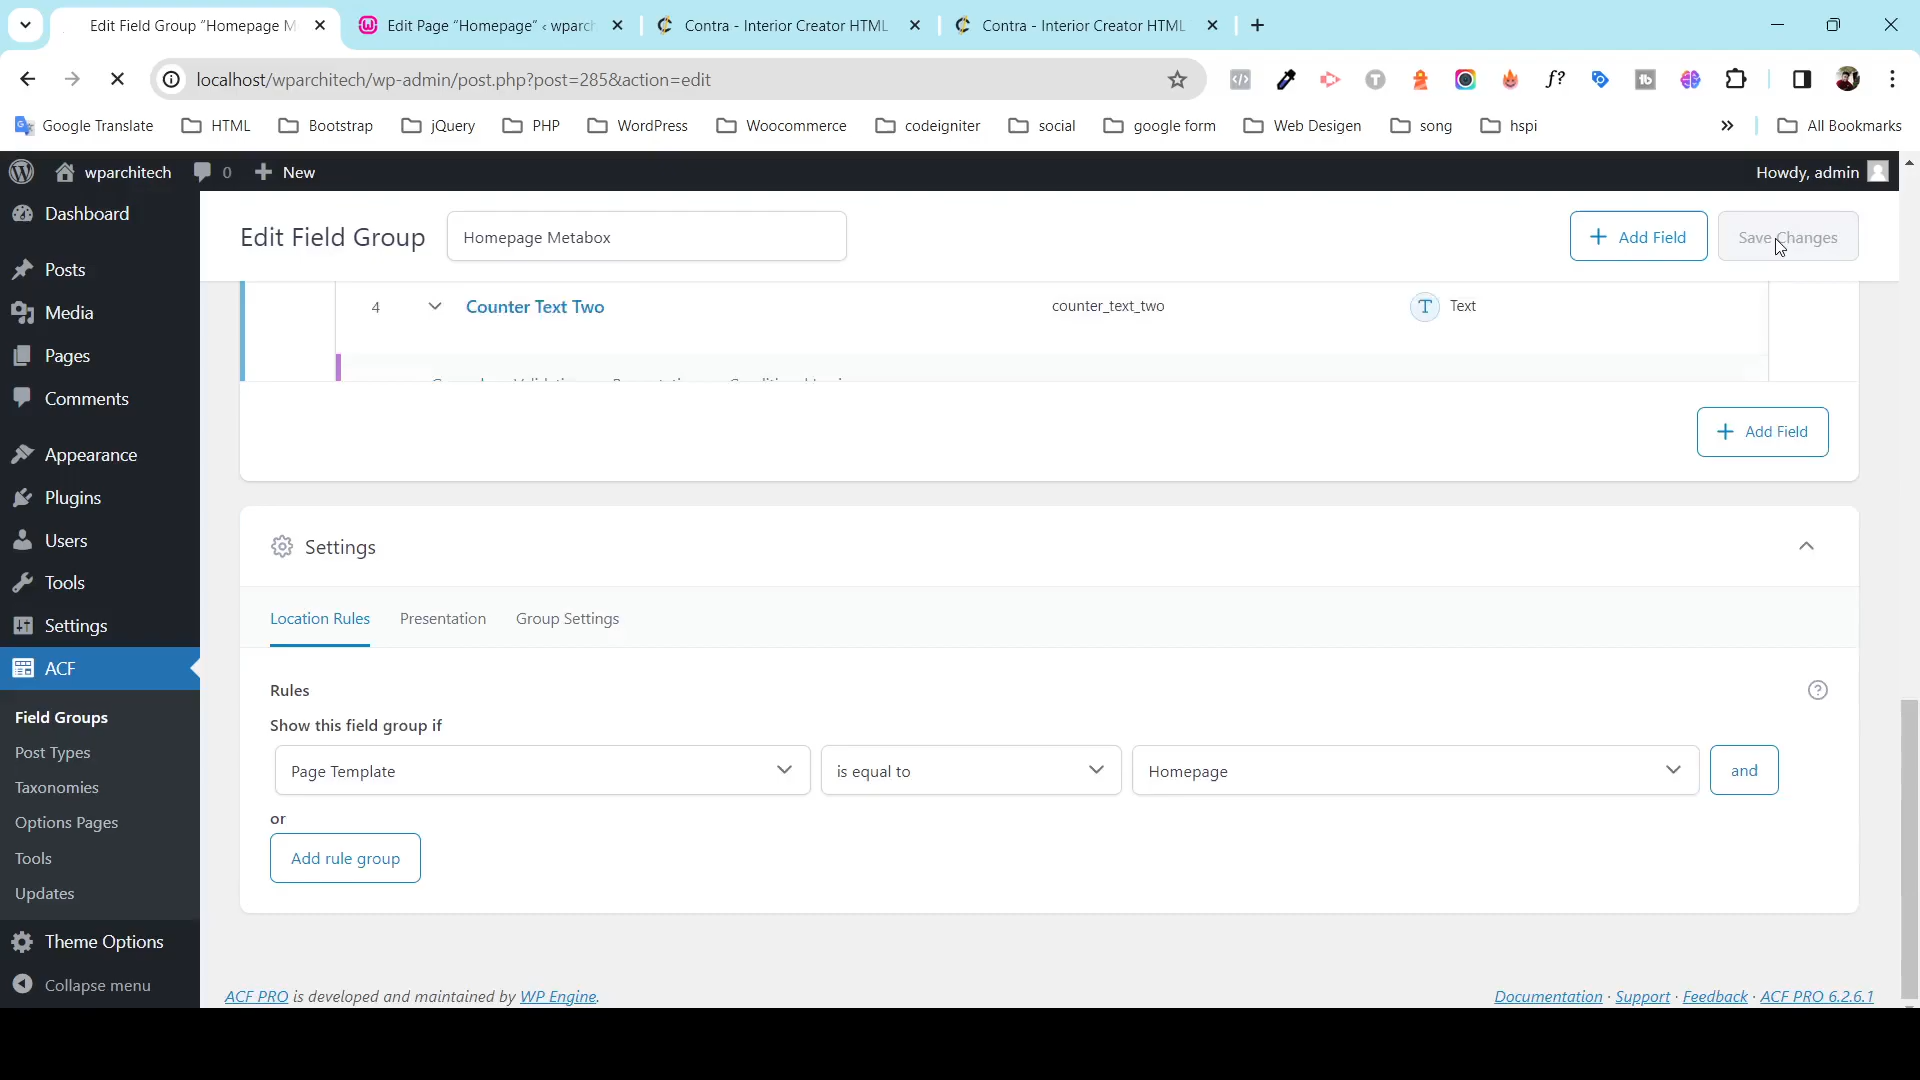 Edit Field Group “Homepage M
Edit Page “Homepage” ‹ wparch
Contra - Interior Creator HTML
Contra - Interior Creator HTML
localhost/wparchitech/wp-admin/post.php?post=285&action=edit
Google Translate
HTML
Bootstrap
jQuery
PHP
WordPress
Woocommerce
codeigniter
social
google form
Web Desigen
song
hspi
All Bookmarks
wparchitech
0
New
Howdy, admin
Dashboard
Posts
Media
Pages
Comments
Appearance
Plugins
Users
Tools
Settings
ACF
Field Groups
Post Types
Taxonomies
Options Pages
Tools
Updates
Theme Options
Collapse menu
Edit Field Group
Homepage Metabox
Add Field
Save Changes
4
Counter Text Two
counter_text_two
T
Text
Add Field
Settings
Location Rules
Presentation
Group Settings
Rules
Show this field group if
Page Template
is equal to
Homepage
and
or
Add rule group
ACF PRO is developed and maintained by WP Engine.
Documentation · Support · Feedback · ACF PRO 6.2.6.1